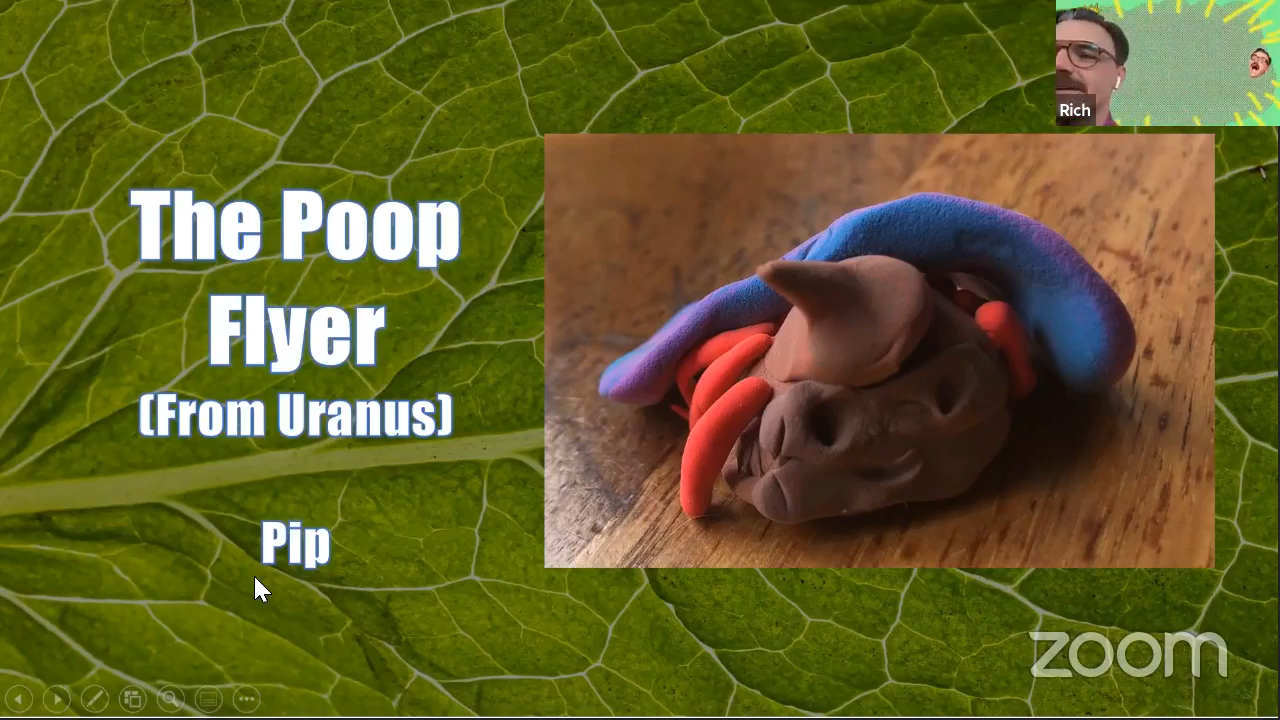 Rich
The Poop
Flyer
(From Uranus)
Pip
zoom